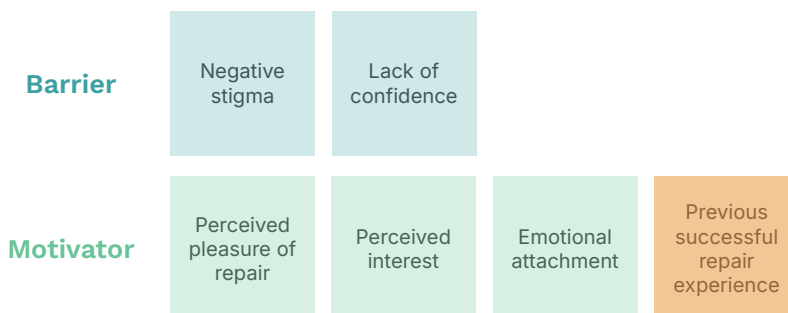 Barrier
Negative
stigma
Lack of
confidence
Motivator
Perceived
pleasure of
repair
Perceived
interest
Emotional
attachment
Previous
successful
repair
experience